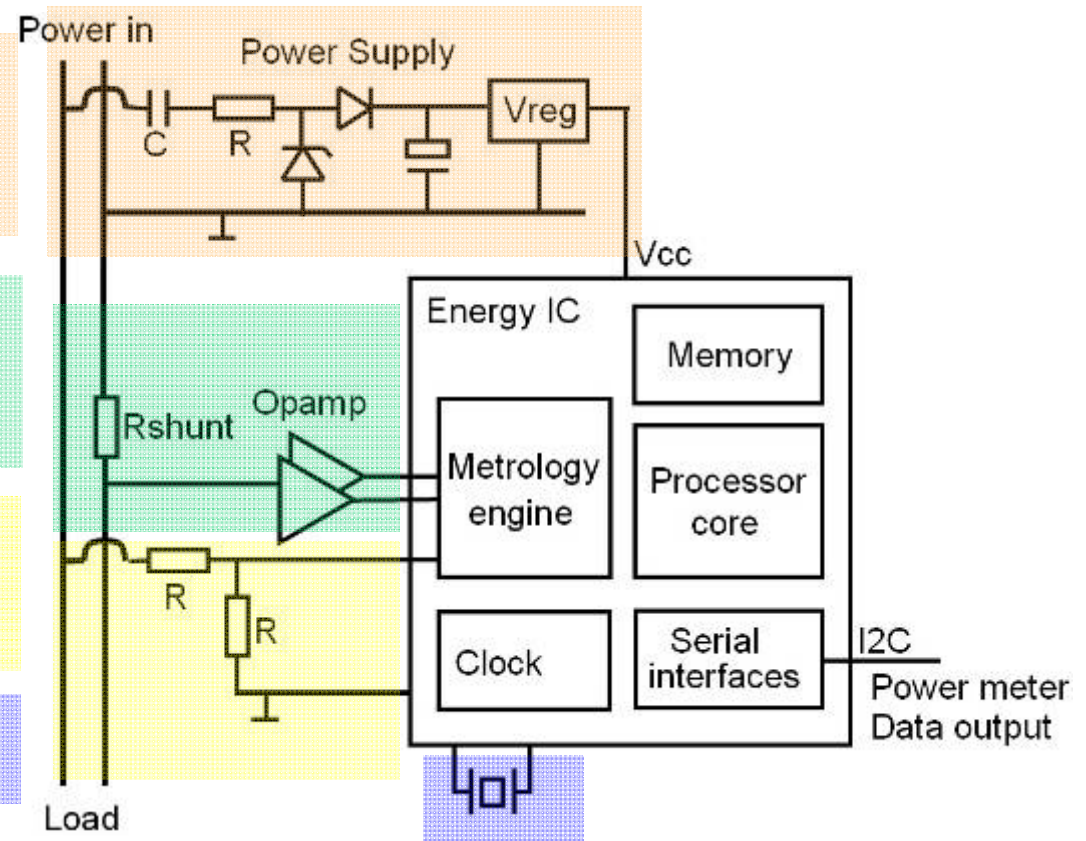 Power in
Power Supply
C
R
Vreg
Vcc
Energy IC
Memory
Opamp
Rshunt
Metrology
engine
Processor
core
R
R
Clock
Serial
interfaces
I2C
Power meter
Data output
Load